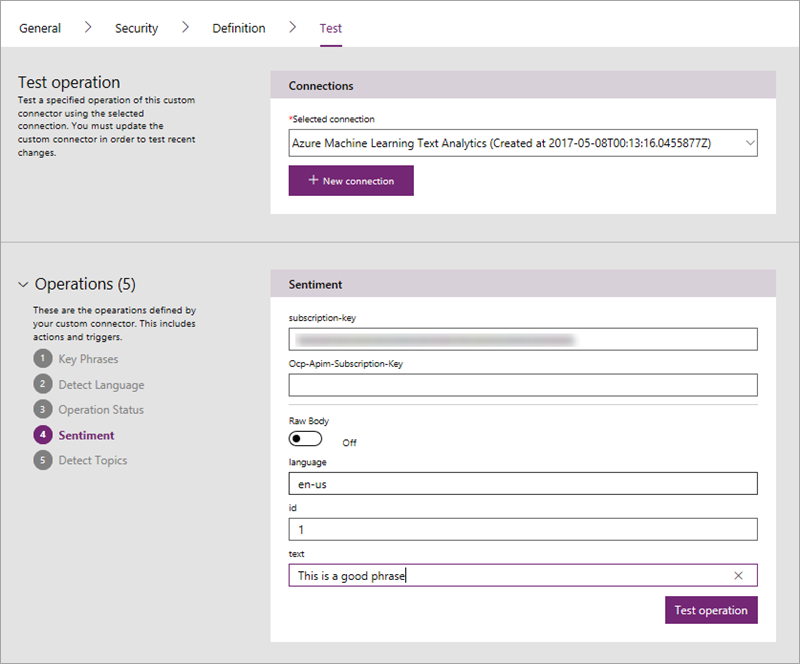 General > Security > Definition > Test
Test operation
Test a specified operation of this custom
connector using the selected
connection. You must update the
custom connector in order to test recent
changes.
Connections
*Selected connection
Azure Machine Learning Text Analytics (Created at 2017-05-08T00:13:16.0455877Z)
+ New connection
Operations (5)
These are the opearations defined by
your custom connector. This includes
actions and triggers.
1 Key Phrases
2 Detect Language
3 Operation Status
4 Sentiment
5 Detect Topics
Sentiment
subscription-key
Ocp-Apim-Subscription-Key
Raw Body
Off
language
en-us
id
1
text
This is a good phrase
Test operation